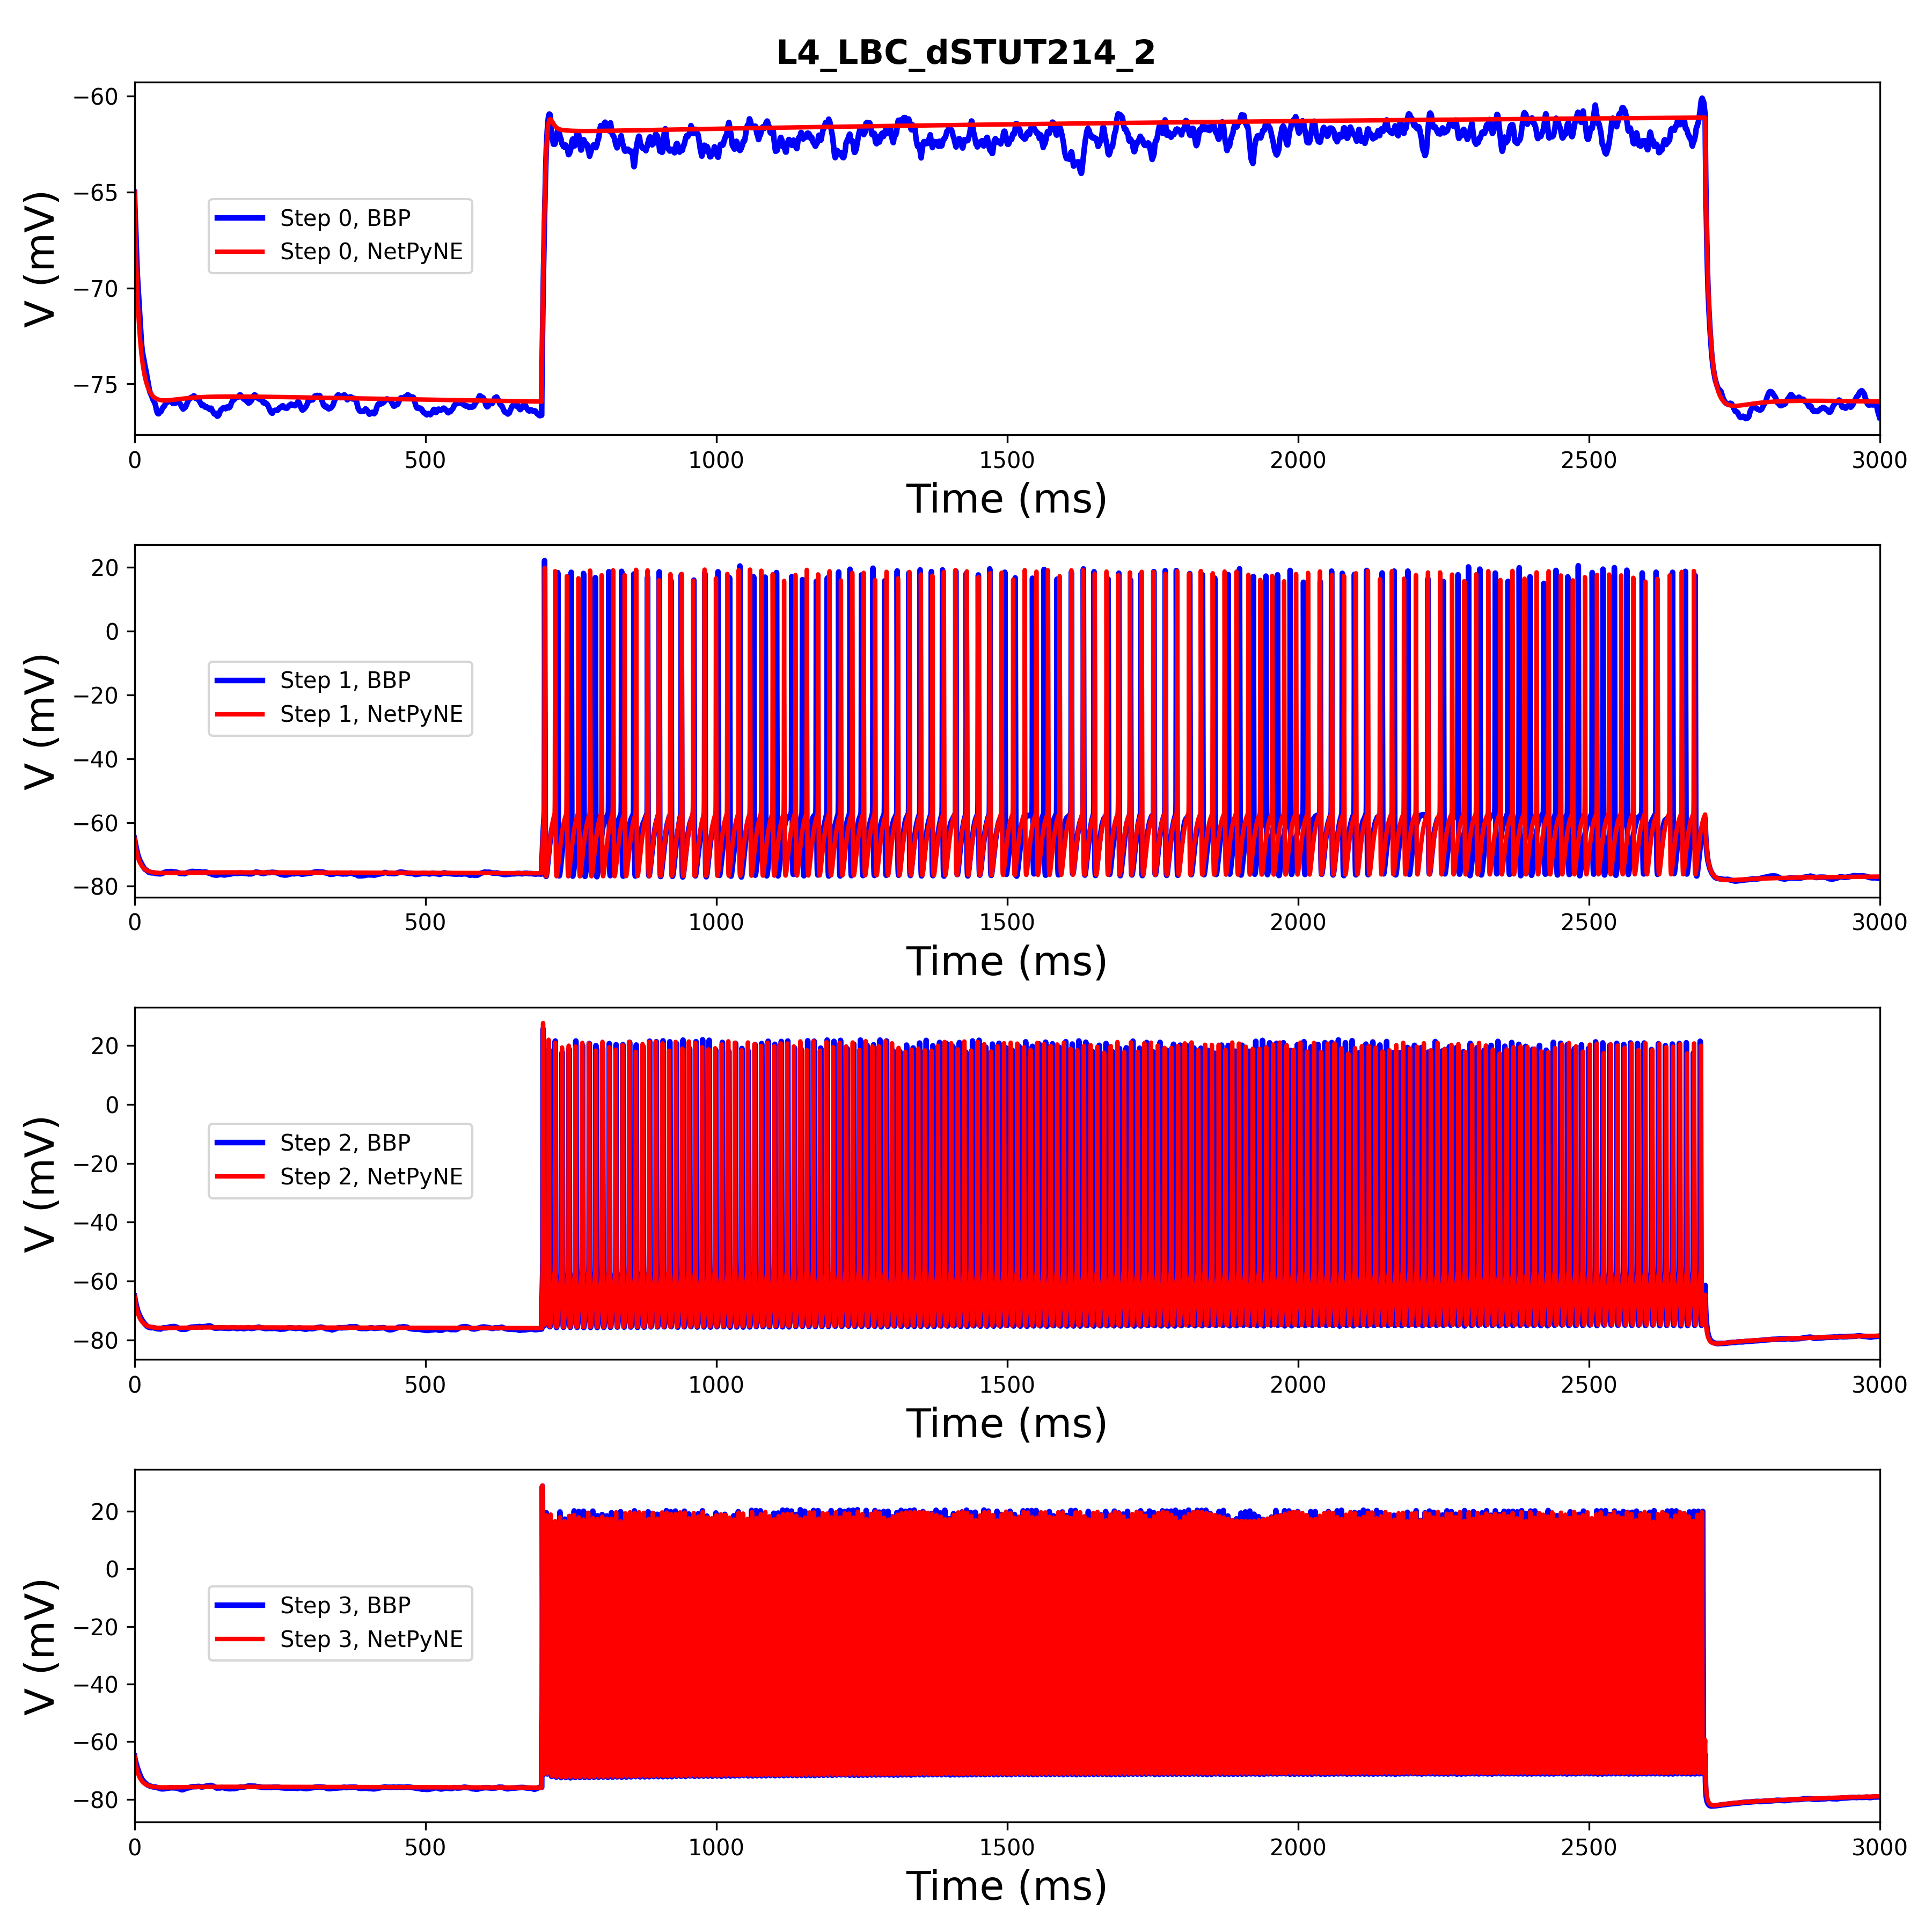 L4_LBC_dSTUT214_2
−60
−65
−70
−75
V (mV)
Step 0, BBP
Step 0, NetPyNE
0 500 1000 1500 2000 2500 3000
Time (ms)
20
0
−20
−40
−60
−80
V (mV)
Step 1, BBP
Step 1, NetPyNE
0 500 1000 1500 2000 2500 3000
Time (ms)
20
0
−20
−40
−60
−80
V (mV)
Step 2, BBP
Step 2, NetPyNE
0 500 1000 1500 2000 2500 3000
Time (ms)
20
0
−20
−40
−60
−80
V (mV)
Step 3, BBP
Step 3, NetPyNE
0 500 1000 1500 2000 2500 3000
Time (ms)